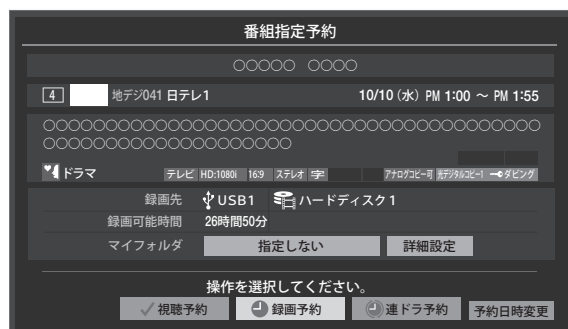 番組指定予約
○○○○○ ○○○○
4 地デジ041 日テレ1 10/10（水）PM 1:00 ～ PM 1:55
○○○○○○○○○○○○○○○○○○○○○○○○○○○○○○○○○○○○○○○○
○○○○○○○○○○○○○○○○○○○○
ドラマ テレビ HD:1080i 16:9 ステレオ 字 アナログコピー可 光デジタルコピー1 ダビング
録画先 USB1 ハードディスク1
録画可能時間 26時間50分
マイフォルダ 指定しない 詳細設定
操作を選択してください。
視聴予約 録画予約 連ドラ予約 予約日時変更